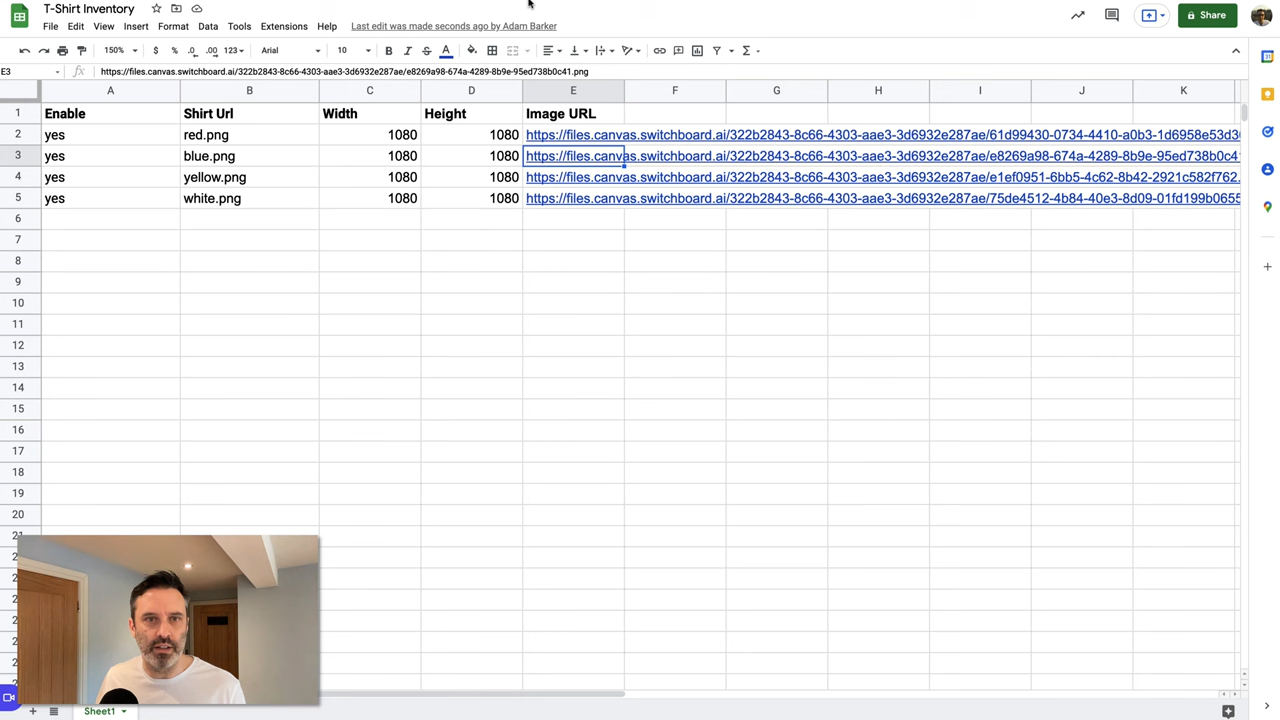 T-Shirt Inventory
File Edit View Insert Format Data Tools Extensions Help Last edit was made seconds ago by Adam Barker
Share
150% $ % .0 .00 123 Arial 10 B I S A Σ
E3 fx https://files.canvas.switchboard.ai/322b2843-8c66-4303-aae3-3d6932e287ae/e8269a98-674a-4289-8b9e-95ed738b0c41.png
A B C D E F G H I J K
1 Enable Shirt Url Width Height Image URL
2 yes red.png 1080 1080 https://files.canvas.switchboard.ai/322b2843-8c66-4303-aae3-3d6932e287ae/61d99430-0734-4410-a0b3-1d6958e53d3
3 yes blue.png 1080 1080 https://files.canvas.switchboard.ai/322b2843-8c66-4303-aae3-3d6932e287ae/e8269a98-674a-4289-8b9e-95ed738b0c4
4 yes yellow.png 1080 1080 https://files.canvas.switchboard.ai/322b2843-8c66-4303-aae3-3d6932e287ae/e1ef0951-6bb5-4c62-8b42-2921c582f762.
5 yes white.png 1080 1080 https://files.canvas.switchboard.ai/322b2843-8c66-4303-aae3-3d6932e287ae/75de4512-4b84-40e3-8d09-01fd199b0655
6
7
8
9
10
11
12
13
14
15
16
17
18
19
20
21
Sheet1